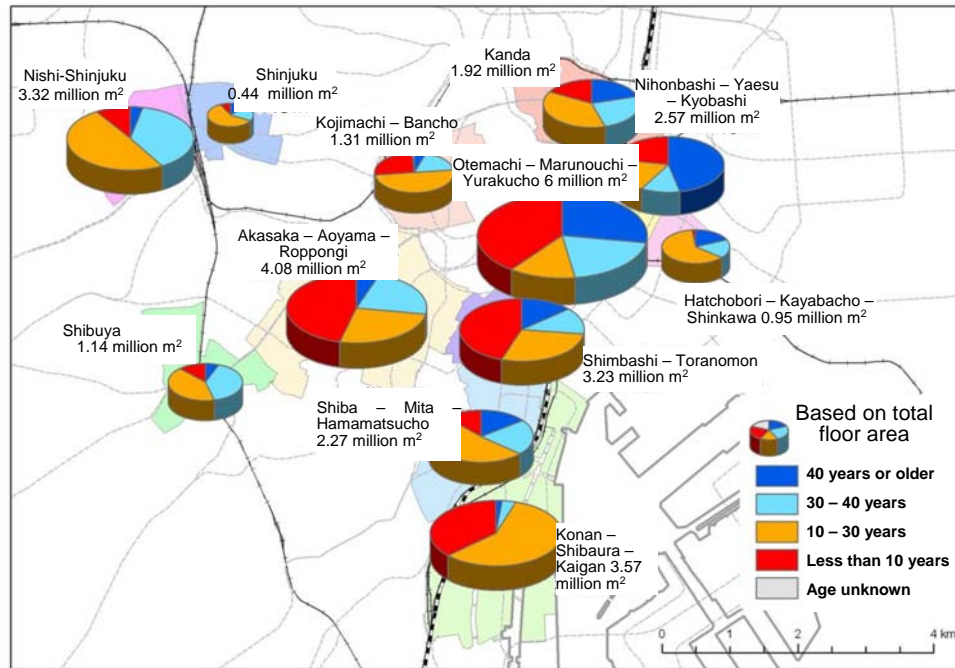 Nishi-Shinjuku
3.32 million m²
Shinjuku
0.44 million m²
Kanda
1.92 million m²
Nihonbashi – Yaesu
– Kyobashi
2.57 million m²
Kojimachi – Bancho
1.31 million m²
Otemachi – Marunouchi –
Yurakucho 6 million m²
Akasaka – Aoyama –
Roppongi
4.08 million m²
Hatchobori – Kayabacho –
Shinkawa 0.95 million m²
Shibuya
1.14 million m²
Shimbashi – Toranomon
3.23 million m²
Shiba – Mita –
Hamamatsucho
2.27 million m²
Konan –
Shibaura –
Kaigan 3.57
million m²
Based on total
floor area
40 years or older
30 – 40 years
10 – 30 years
Less than 10 years
Age unknown
0 1 2 4 km